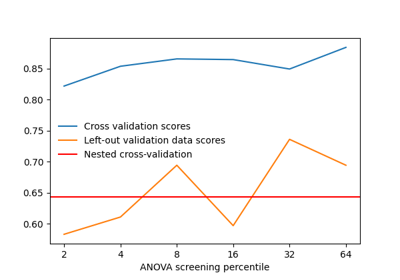 0.85
0.80
0.75
0.70
0.65
0.60
Cross validation scores
Left-out validation data scores
Nested cross-validation
2 4 8 16 32 64
ANOVA screening percentile